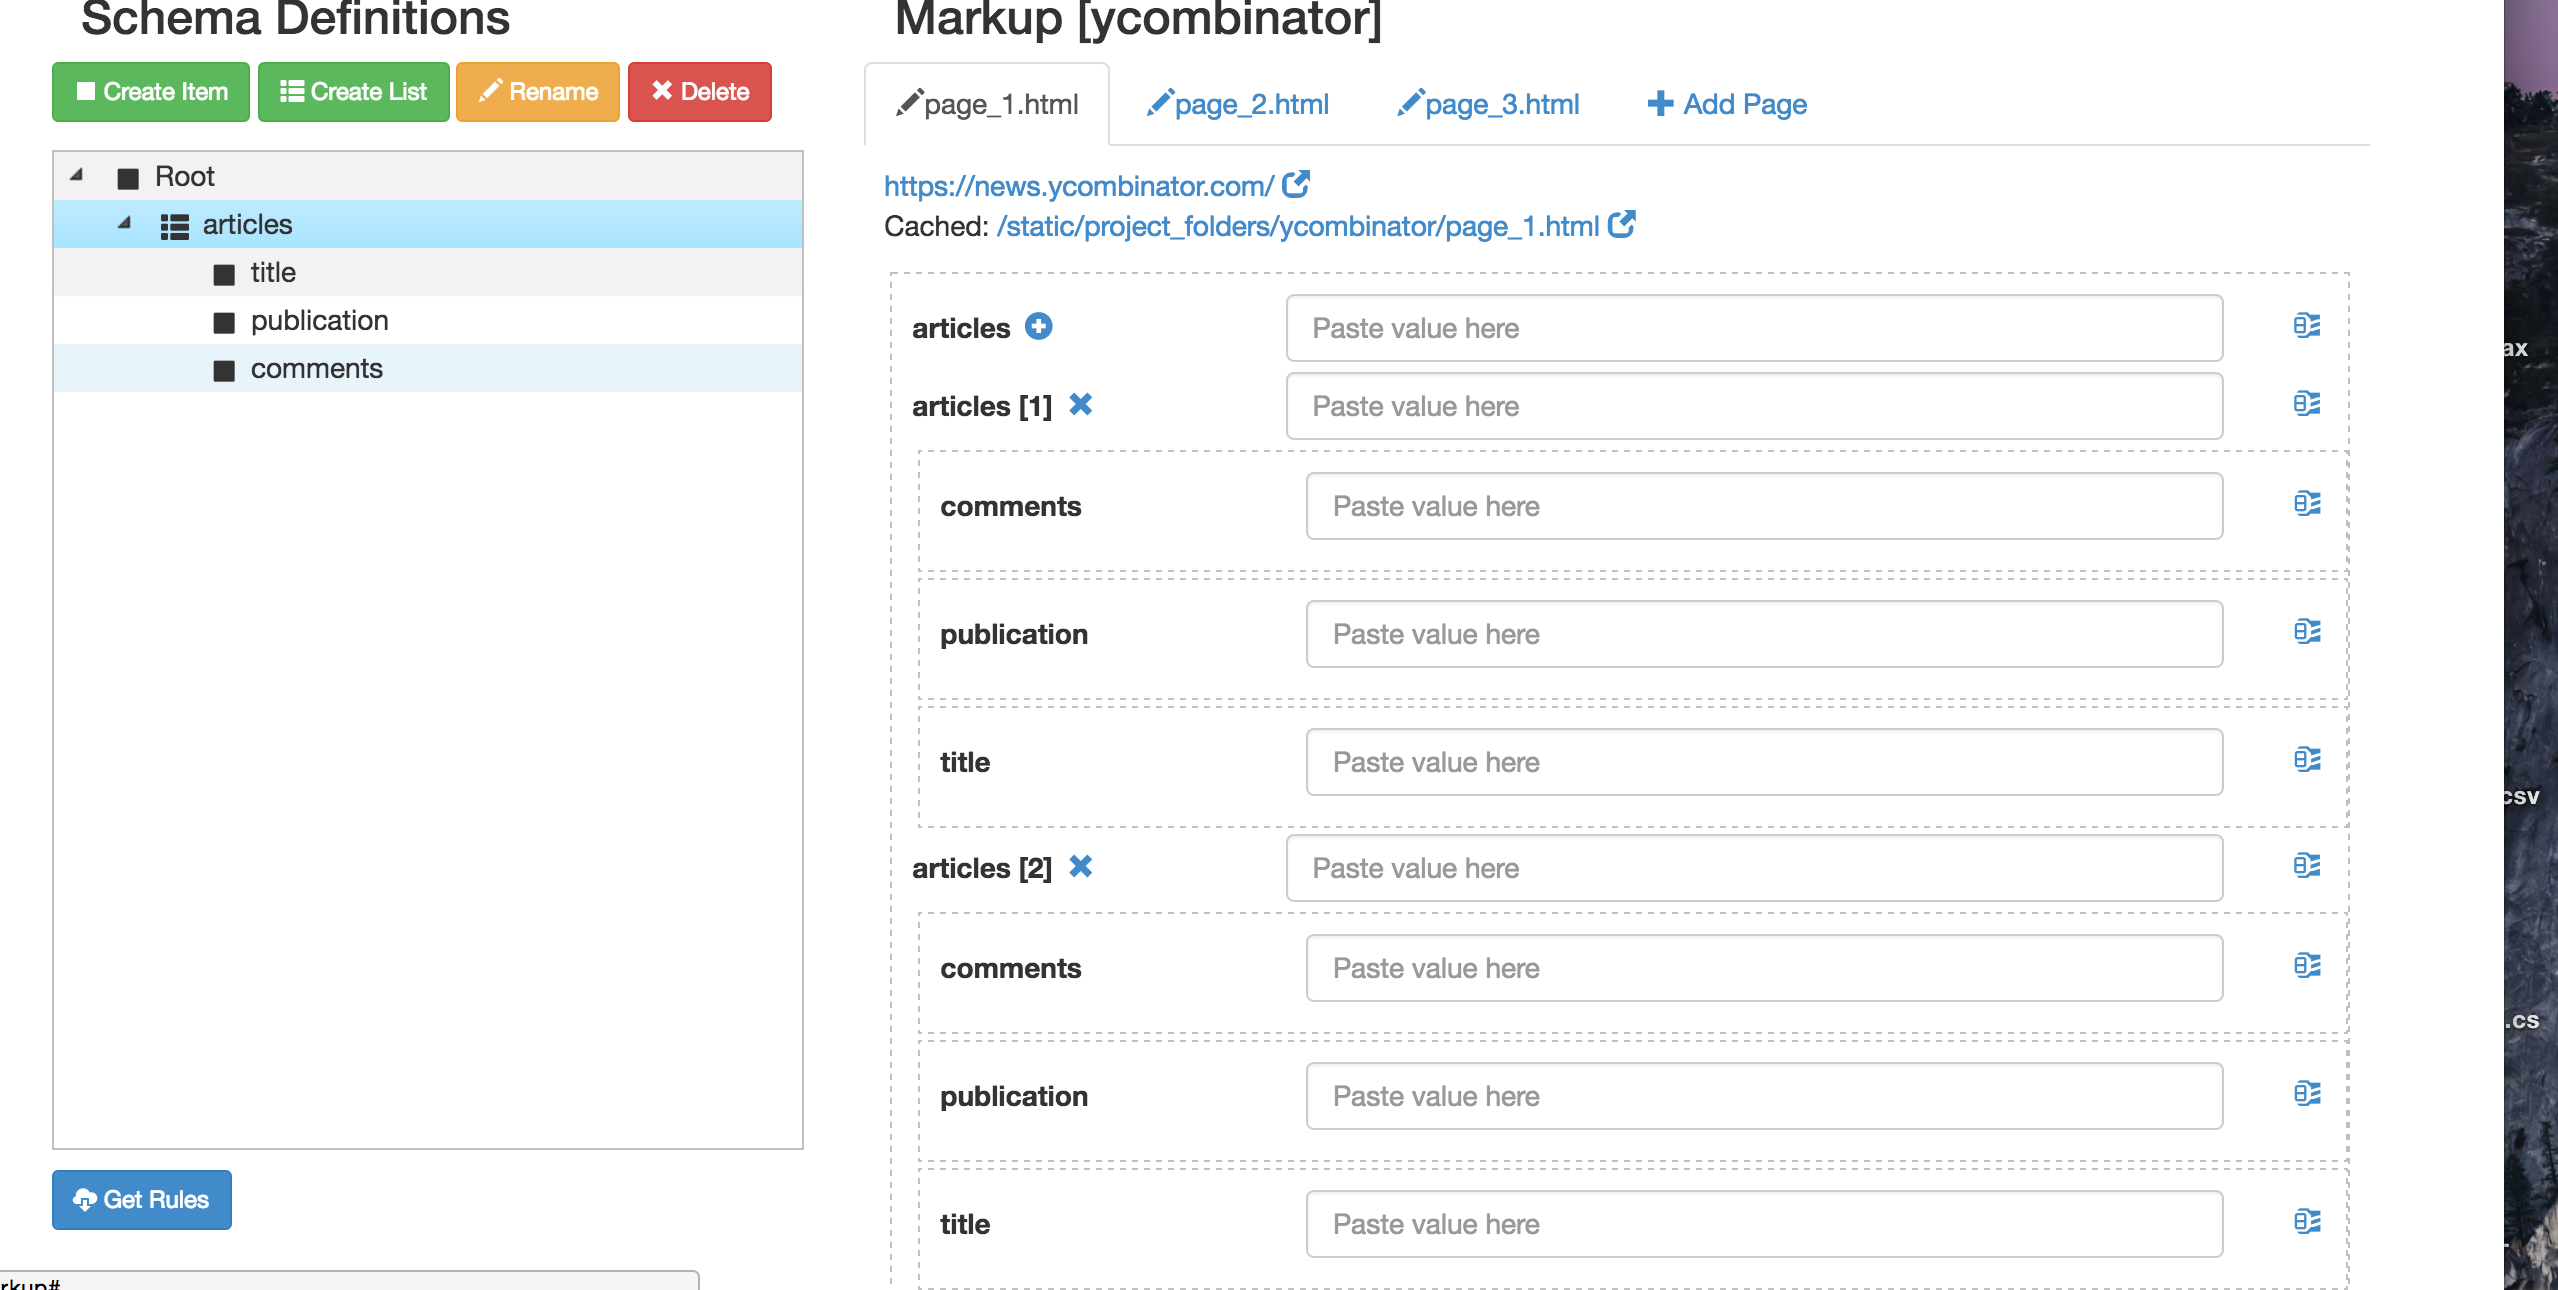 Schema Definitions
Create Item Create List Rename Delete
Root
articles
title
publication
comments
Get Rules
rkup#
Markup [ycombinator]
page_1.html page_2.html page_3.html Add Page
https://news.ycombinator.com/
Cached: /static/project_folders/ycombinator/page_1.html
articles Paste value here
articles [1] Paste value here
comments Paste value here
publication Paste value here
title Paste value here
articles [2] Paste value here
comments Paste value here
publication Paste value here
title Paste value here
ax
csv
.cs